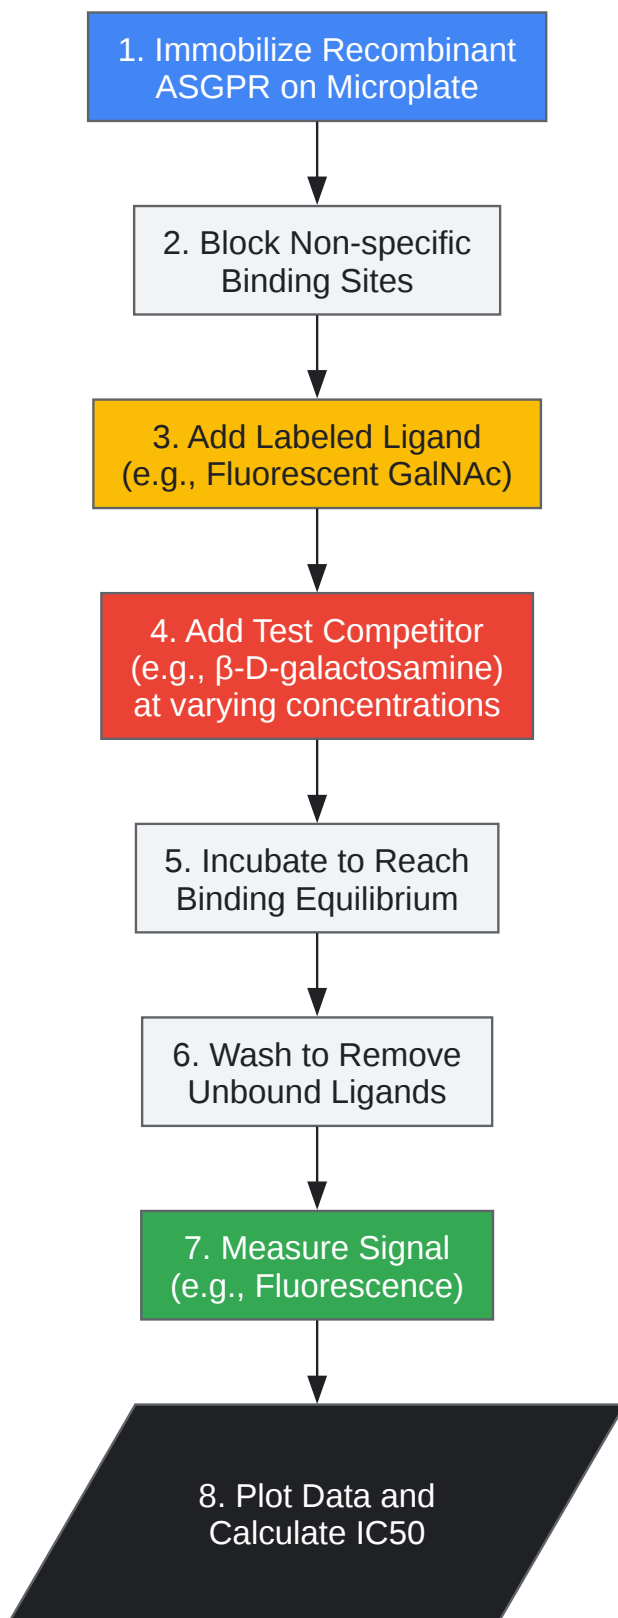 1. Immobilize Recombinant
ASGPR on Microplate
2. Block Non-specific
Binding Sites
3. Add Labeled Ligand
(e.g., Fluorescent GalNAc)
4. Add Test Competitor
(e.g., β-D-galactosamine)
at varying concentrations
5. Incubate to Reach
Binding Equilibrium
6. Wash to Remove
Unbound Ligands
7. Measure Signal
(e.g., Fluorescence)
8. Plot Data and
Calculate IC50